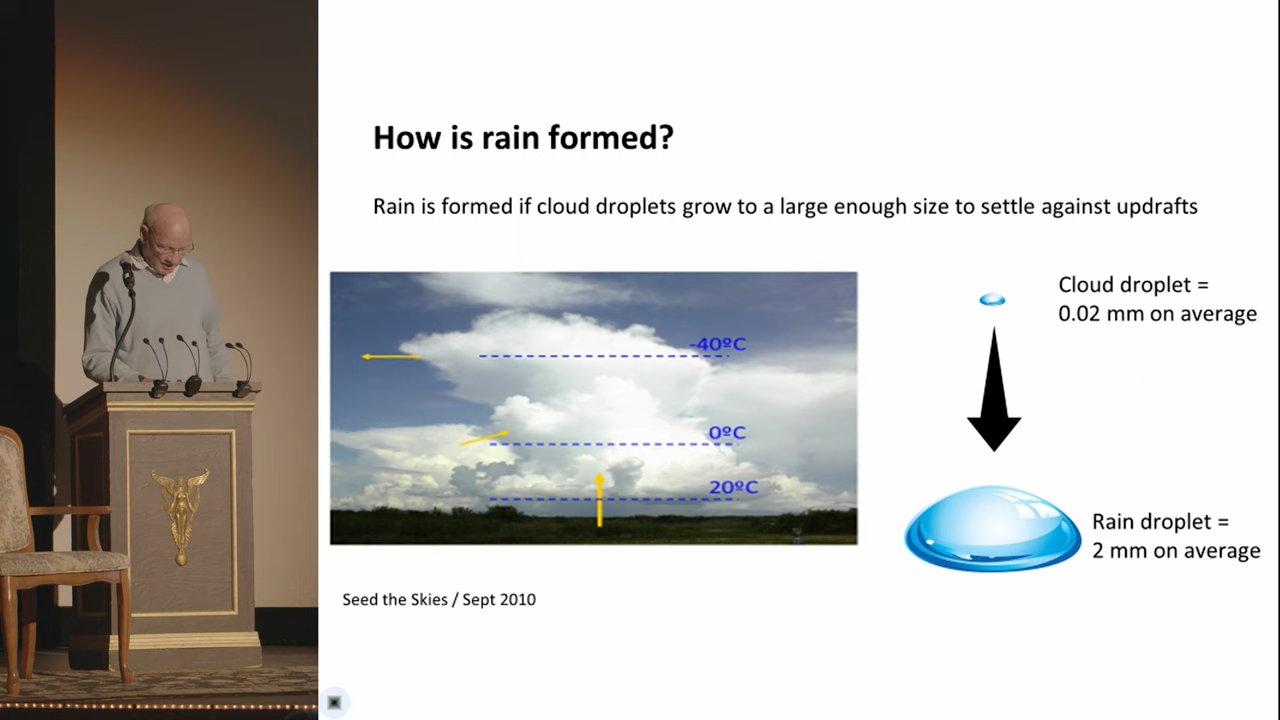 How is rain formed?
Rain is formed if cloud droplets grow to a large enough size to settle against updrafts
Cloud droplet =
0.02 mm on average
-40ºC
0ºC
20ºC
Rain droplet =
2 mm on average
Seed the Skies / Sept 2010